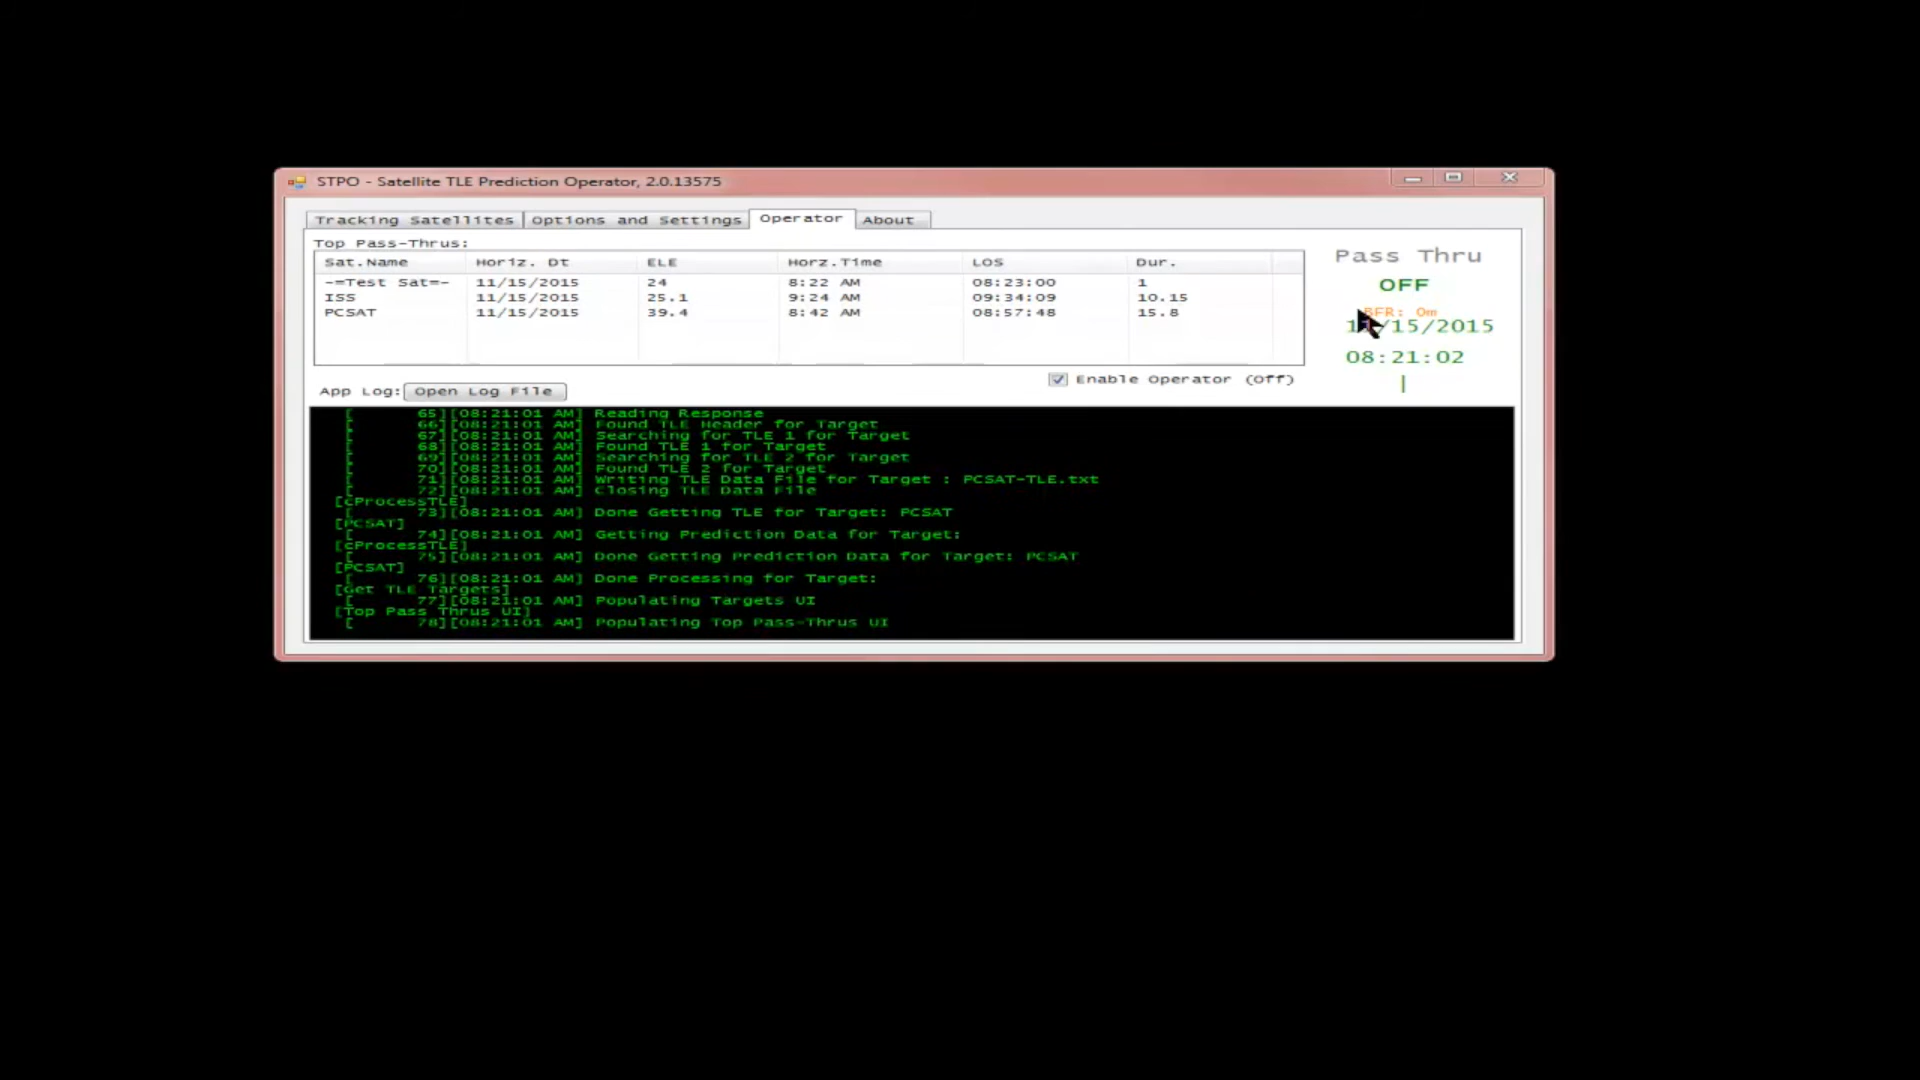 STPO - Satellite TLE Prediction Operator, 2.0.13575
Tracking Satellites Options and Settings Operator About
Top Pass-Thrus:
Sat.Name Horiz. Dt ELE Horz.Time LOS Dur.
-=Test Sat=- 11/15/2015 24 8:22 AM 08:23:00 1
ISS 11/15/2015 25.1 9:24 AM 09:34:09 10.15
PCSAT 11/15/2015 39.4 8:42 AM 08:57:48 15.8
Pass Thru
OFF
BFR: 0m
11/15/2015
08:21:02
Enable Operator (Off)
App Log: Open Log File
[ 65][08:21:01 AM] Reading Response
[ 66][08:21:01 AM] Found TLE Header for Target
[ 67][08:21:01 AM] Searching for TLE 1 for Target
[ 68][08:21:01 AM] Found TLE 1 for Target
[ 69][08:21:01 AM] Searching for TLE 2 for Target
[ 70][08:21:01 AM] Found TLE 2 for Target
[ 71][08:21:01 AM] Writing TLE Data File for Target : PCSAT-TLE.txt
[ 72][08:21:01 AM] Closing TLE Data File
[cProcessTLE]
[ 73][08:21:01 AM] Done Getting TLE for Target: PCSAT
[PCSAT]
[ 74][08:21:01 AM] Getting Prediction Data for Target:
[cProcessTLE]
[ 75][08:21:01 AM] Done Getting Prediction Data for Target: PCSAT
[PCSAT]
[ 76][08:21:01 AM] Done Processing for Target:
[Get TLE Targets]
[ 77][08:21:01 AM] Populating Targets UI
[Top Pass Thrus UI]
[ 78][08:21:01 AM] Populating Top Pass-Thrus UI